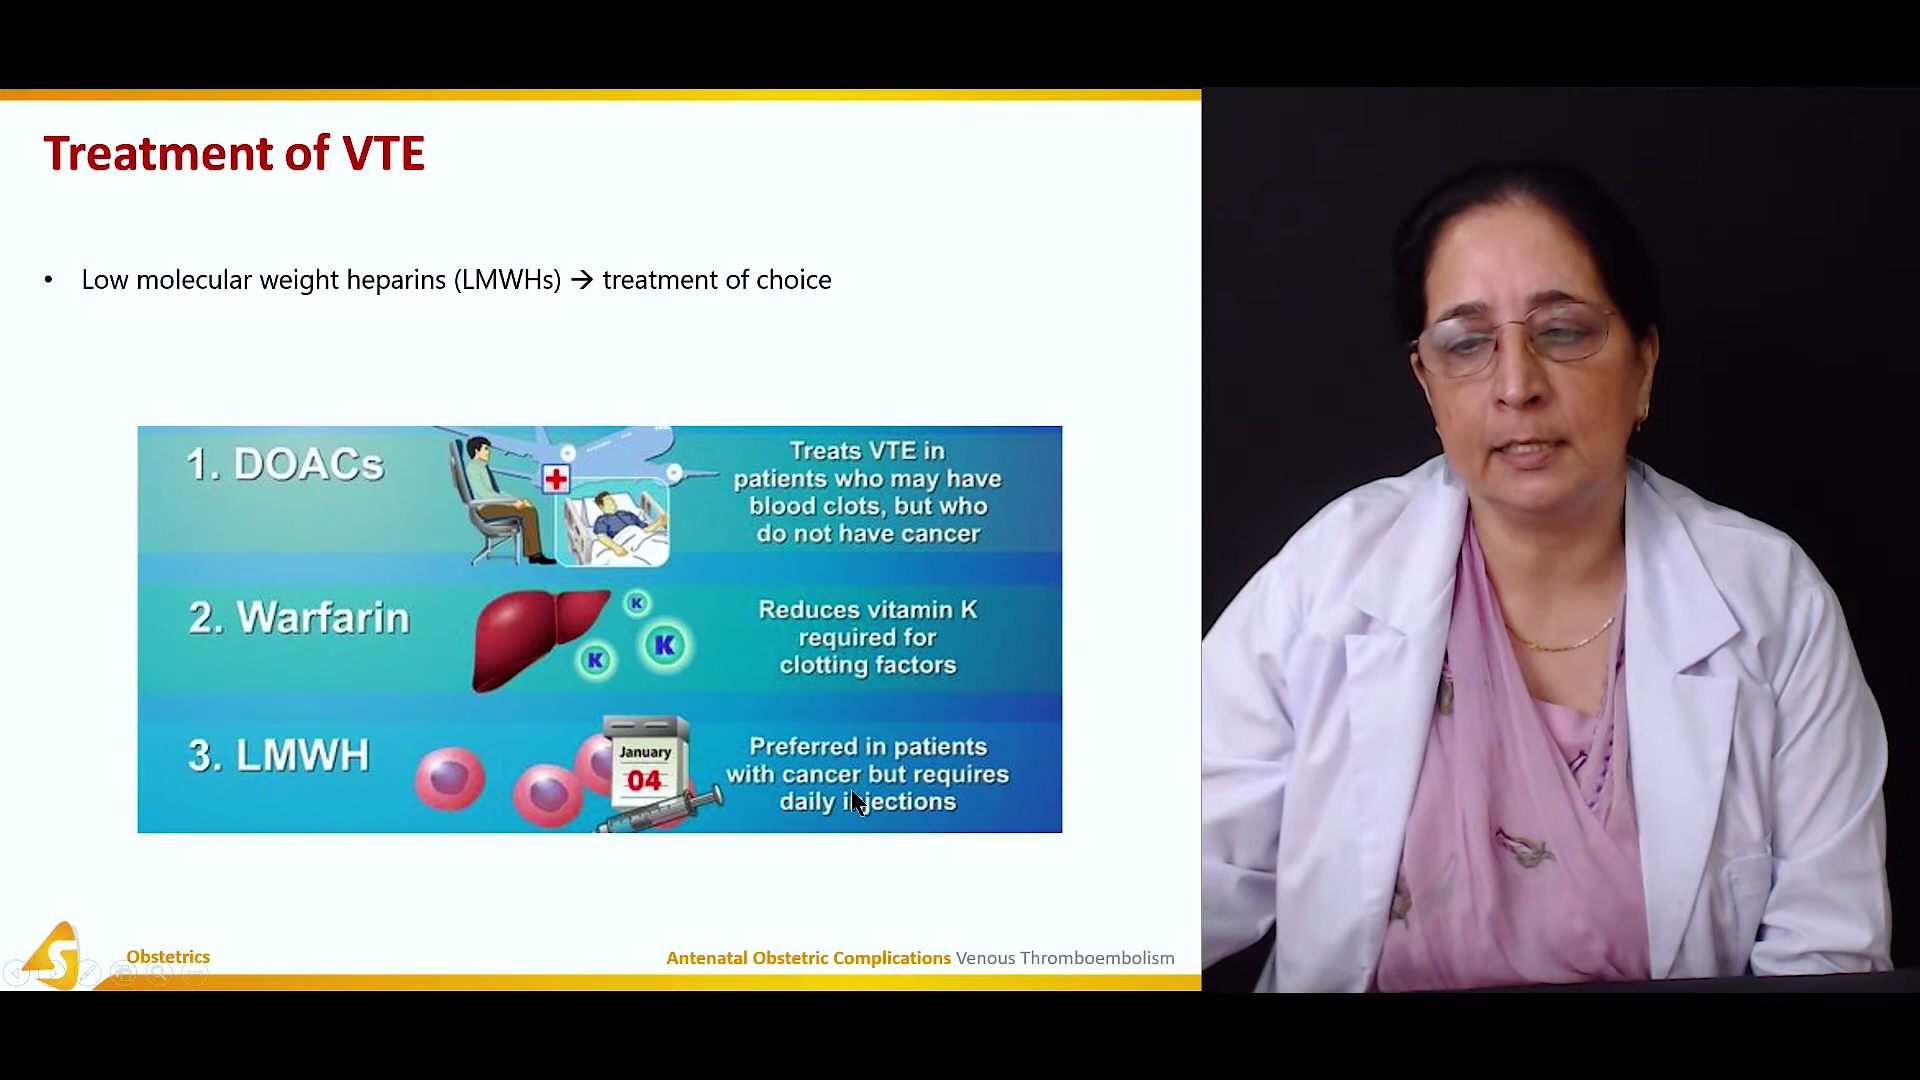 Treatment of VTE
• Low molecular weight heparins (LMWHs) → treatment of choice
1. DOACs
Treats VTE in
patients who may have
blood clots, but who
do not have cancer
2. Warfarin
K
K
K
Reduces vitamin K
required for
clotting factors
3. LMWH
January
04
Preferred in patients
with cancer but requires
daily injections
S
Obstetrics
Antenatal Obstetric Complications Venous Thromboembolism